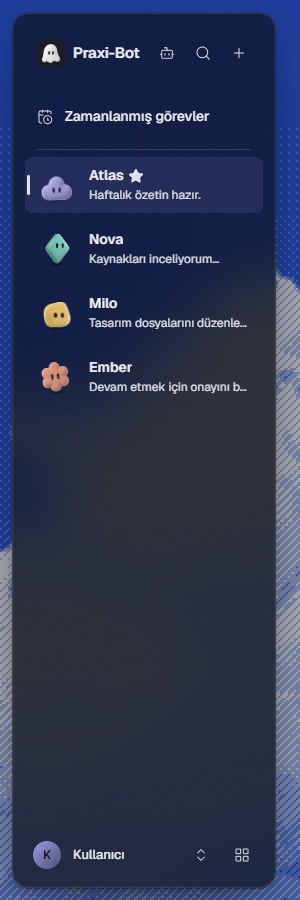 Praxi-Bot
Zamanlanmış görevler
Atlas
Haftalık özetin hazır.
Nova
Kaynakları inceliyorum…
Milo
Tasarım dosyalarını düzenle…
Ember
Devam etmek için onayını b…
K
Kullanıcı